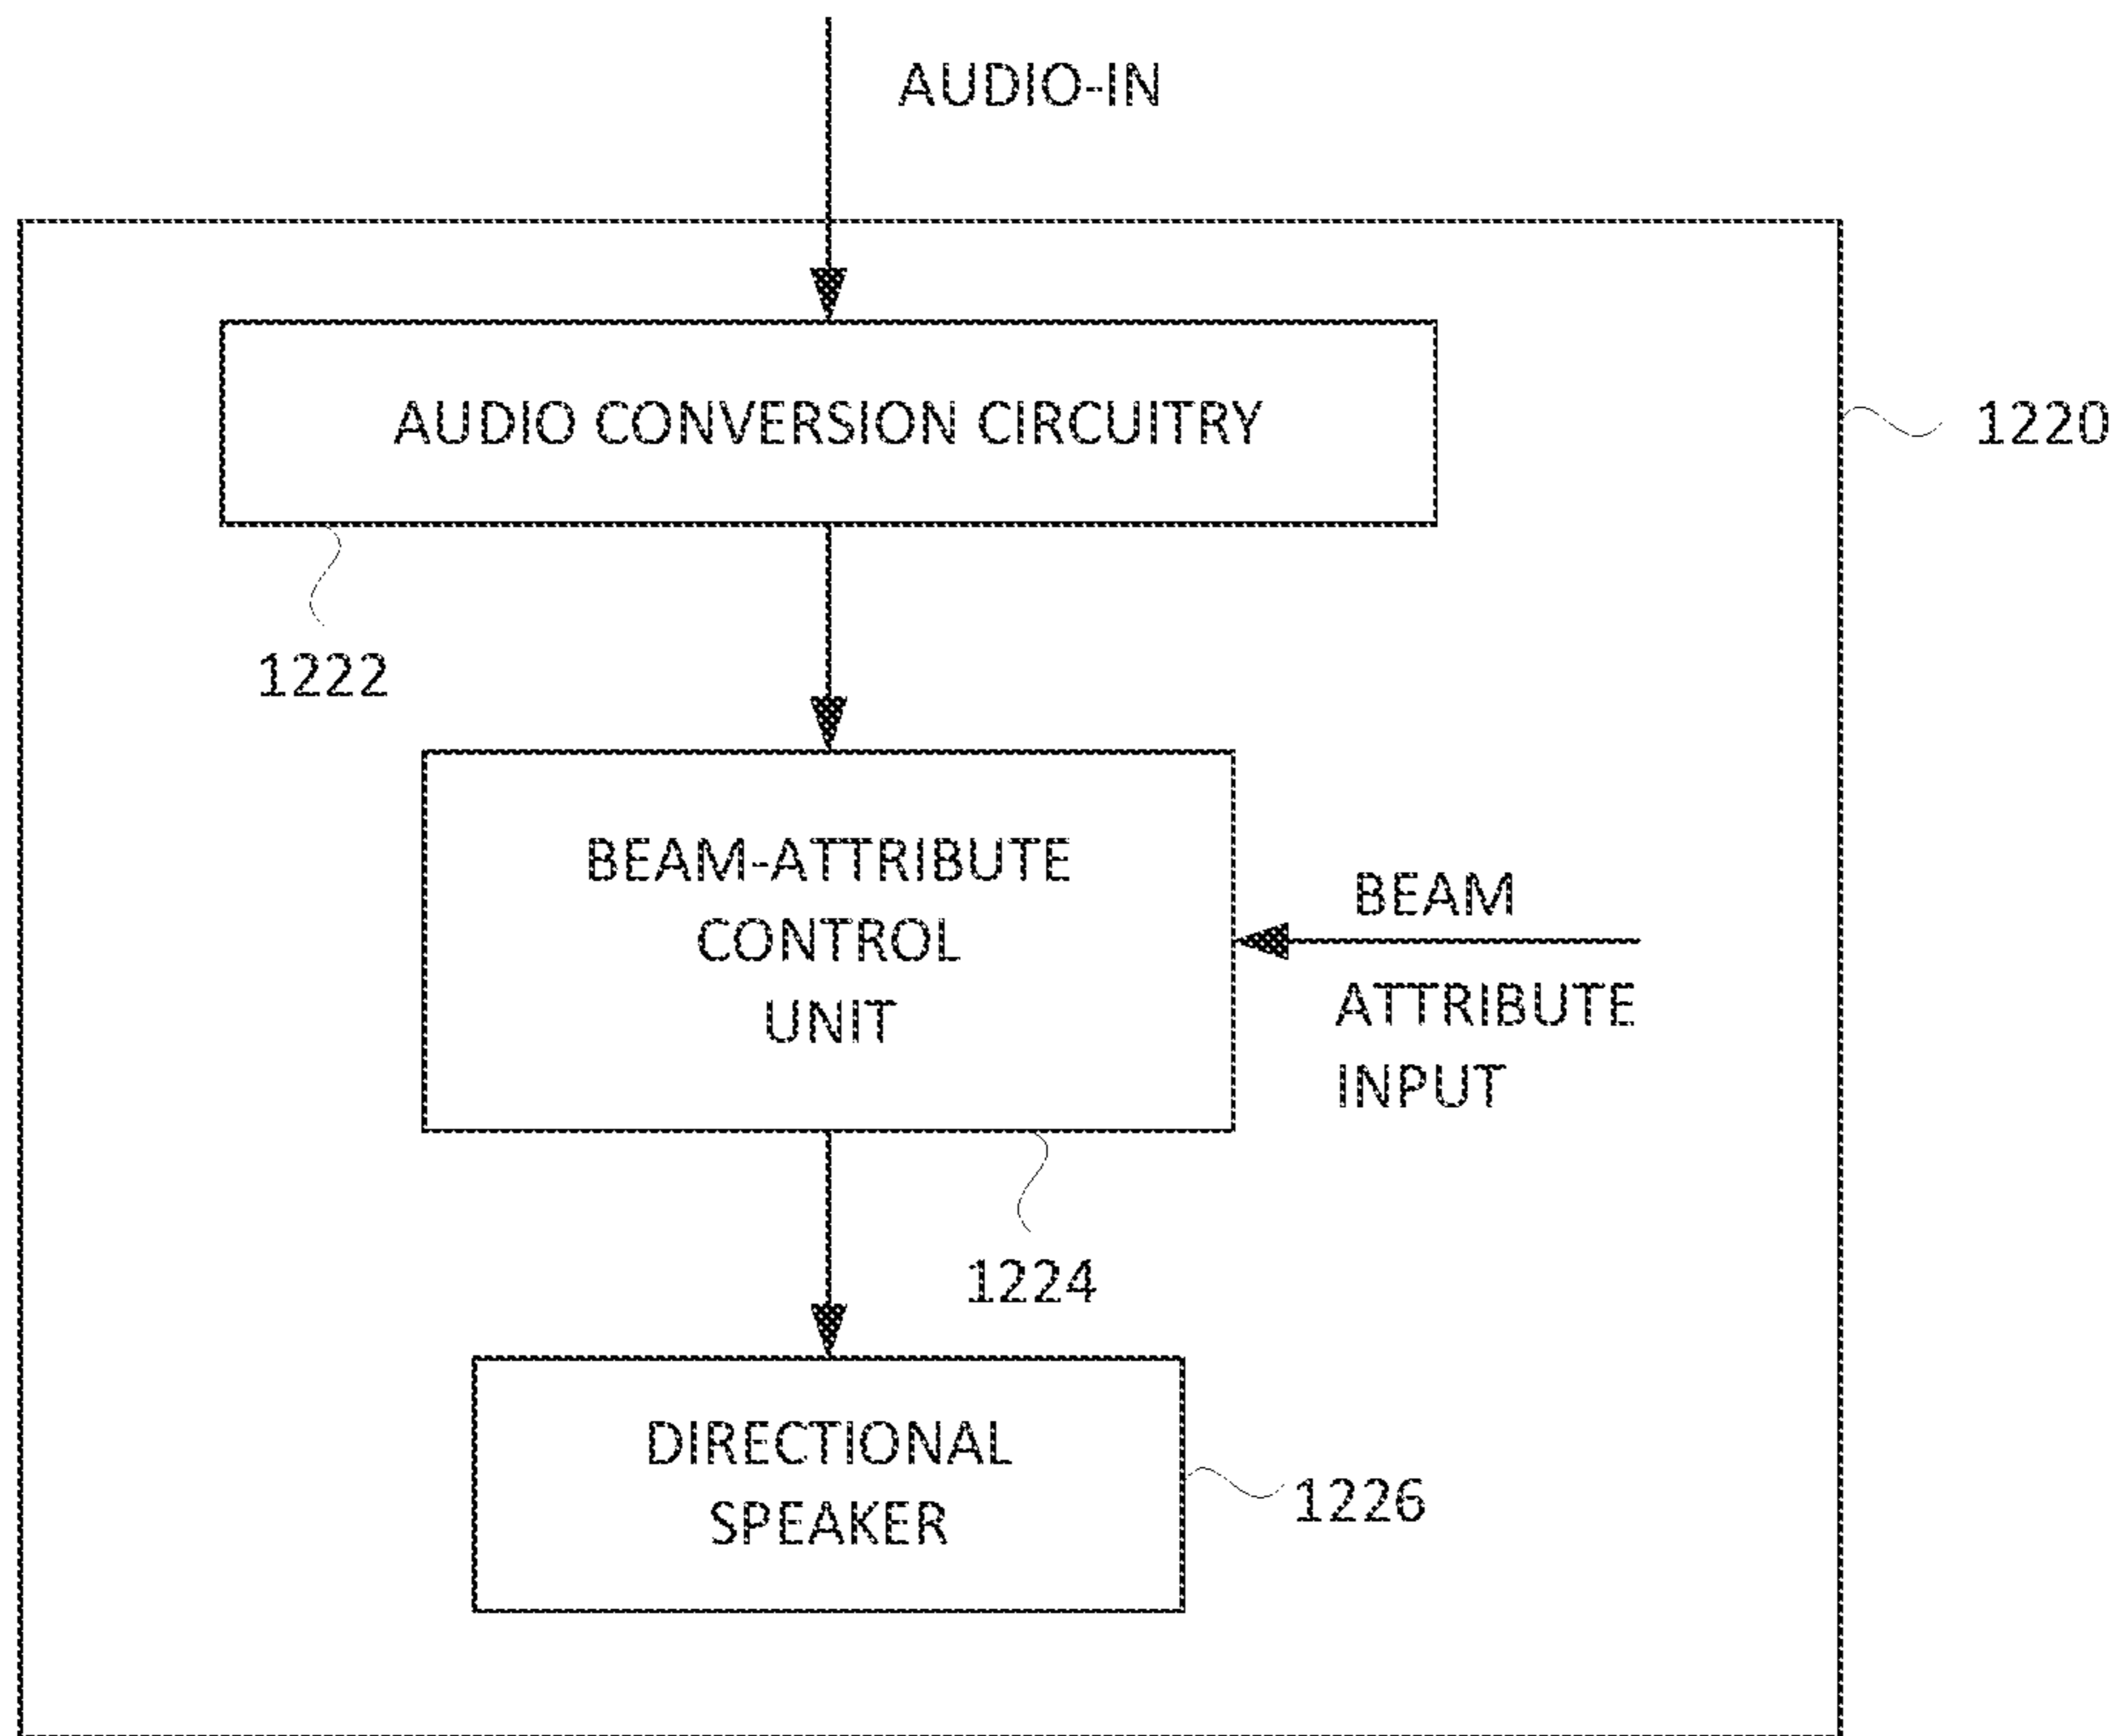 AUDIO-IN
AUDIO CONVERSION CIRCUITRY
1220
1222
BEAM-ATTRIBUTE
CONTROL
UNIT
BEAM
ATTRIBUTE
INPUT
1224
DIRECTIONAL
SPEAKER
1226